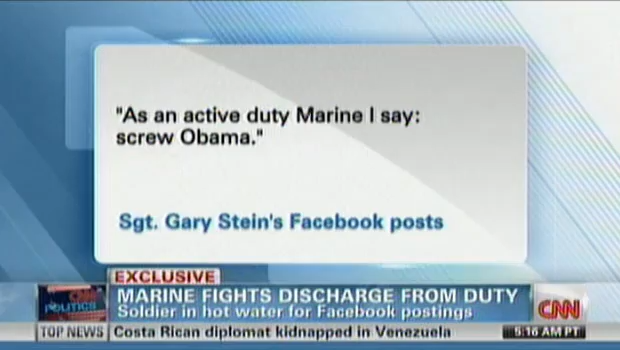 "As an active duty Marine I say:
screw Obama."
Sgt. Gary Stein's Facebook posts
EXCLUSIVE
CNN POLITICS
MARINE FIGHTS DISCHARGE FROM DUTY
Soldier in hot water for Facebook postings
CNN
TOP NEWS Costa Rican diplomat kidnapped in Venezuela 5:16 AM PT